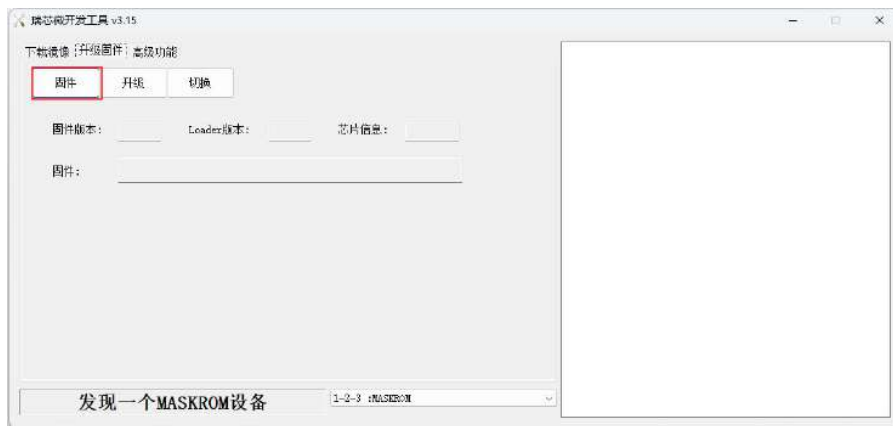 瑞芯微开发工具 v3.15
下载镜像 升级固件 高级功能
固件 升级 切换
固件版本： Loader版本： 芯片信息：
固件：
发现一个MASKROM设备 1-2-3 :MASKROM